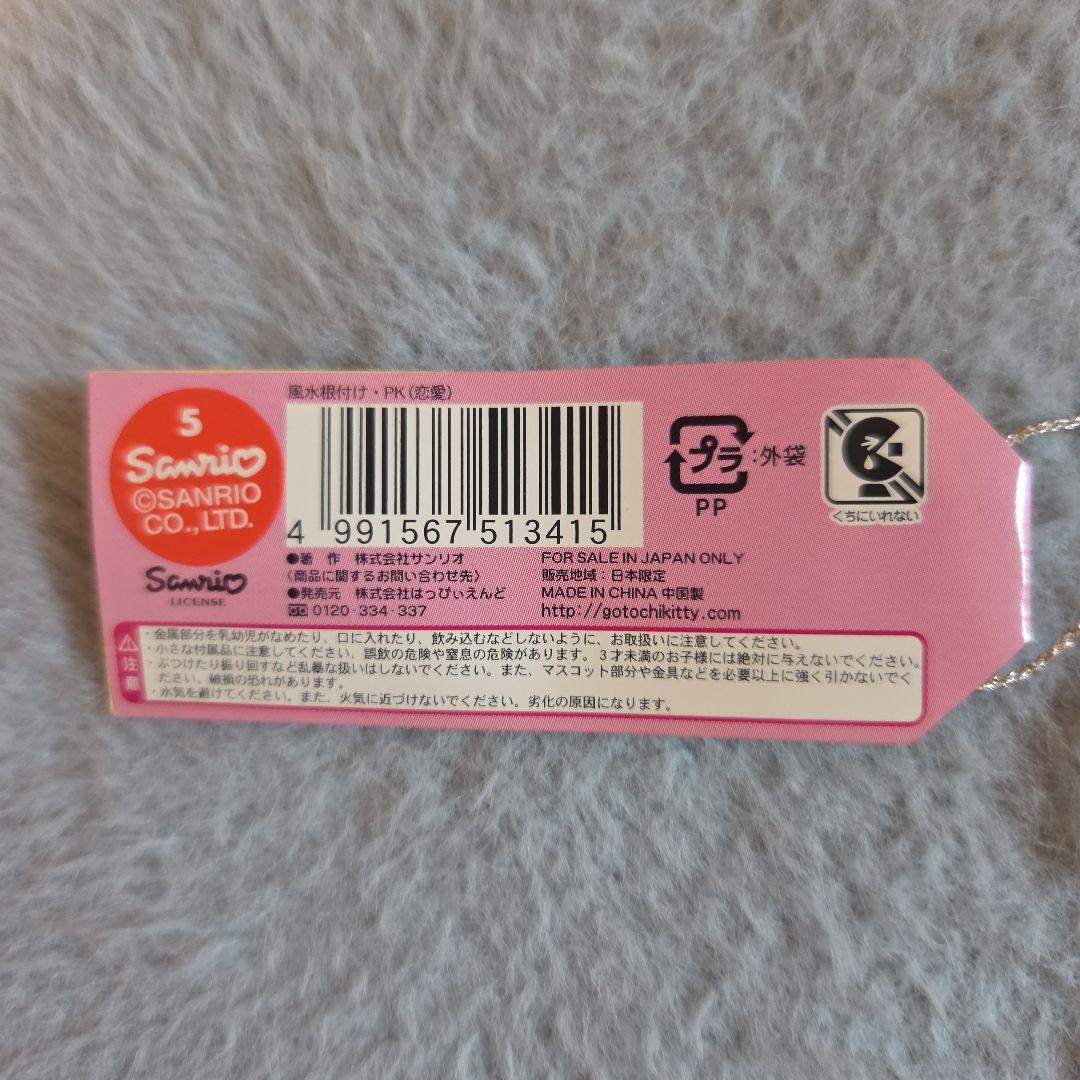 風水根付け・PK(恋愛)
5
Sanrio
©SANRIO
CO.,LTD.
Sanrio
LICENSE
4 991567 513415
プラ:外袋
PP
くちにいれない
●著 作 株式会社サンリオ
〈商品に関するお問い合わせ先〉
●発売元 株式会社はっぴぃえんど
0120-334-337
FOR SALE IN JAPAN ONLY
販売地域:日本限定
MADE IN CHINA 中国製
http://gotochikitty.com
注意
・金属部分を乳幼児がなめたり、口に入れたり、飲み込むなどしないように、お取扱いに注意してください。
・小さな付属品に注意してください、誤飲の危険や窒息の危険があります。3才未満のお子様には絶対に与えないでください。
・ぶつけたり振り回すなど乱暴な扱いはしないでください。また、マスコット部分や金具などを必要以上に強く引かないでく
ださい。破損の恐れがあります。
・水気を避けてください。また、火気に近づけないでください。劣化の原因になります。